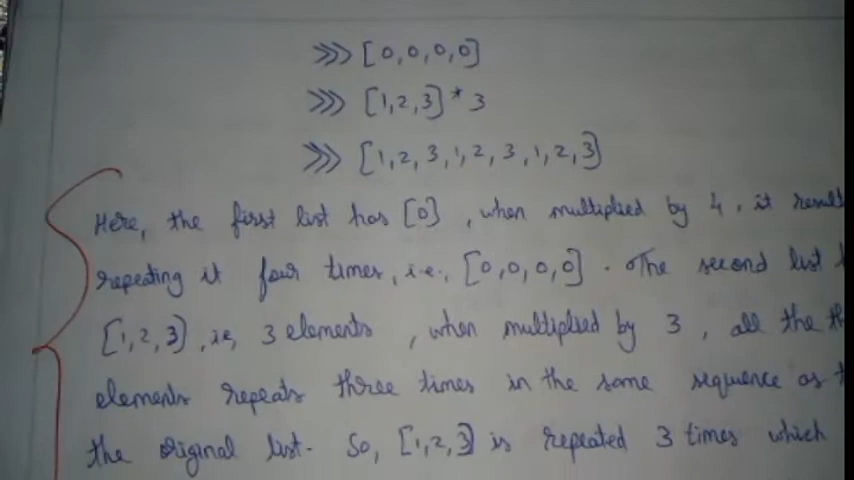 >>> [0,0,0,0]
>>> [1,2,3] * 3
>>> [1,2,3,1,2,3,1,2,3]
Here, the first list has [0] , when multiplied by 4 , it
repeating it four times, i.e., [0,0,0,0] . The second list
[1,2,3] , ie, 3 elements , when multiplied by 3 , all the
elements repeats three times in the same sequence as
the original list. So, [1,2,3] is repeated 3 times which